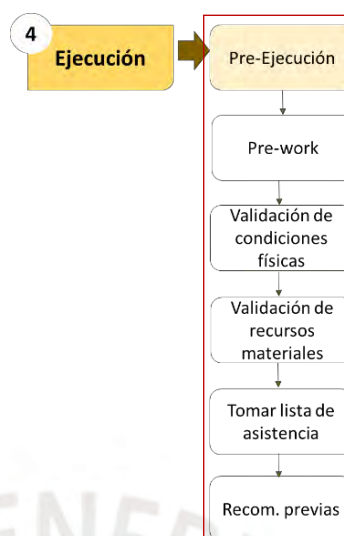 4
Ejecución
Pre-Ejecución
Pre-work
Validación de
condiciones
físicas
Validación de
recursos
materiales
Tomar lista de
asistencia
Recom. previas